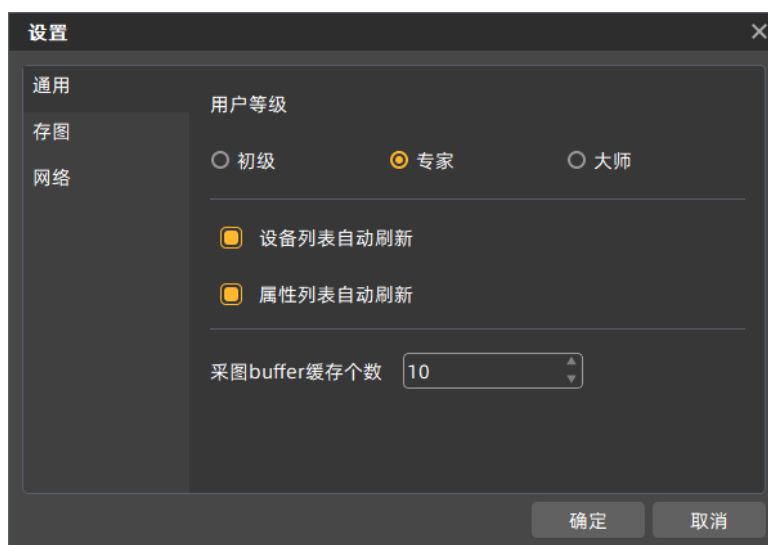 设置
通用
存图
网络
用户等级
初级 专家 大师
设备列表自动刷新
属性列表自动刷新
采图buffer缓存个数 10
确定 取消